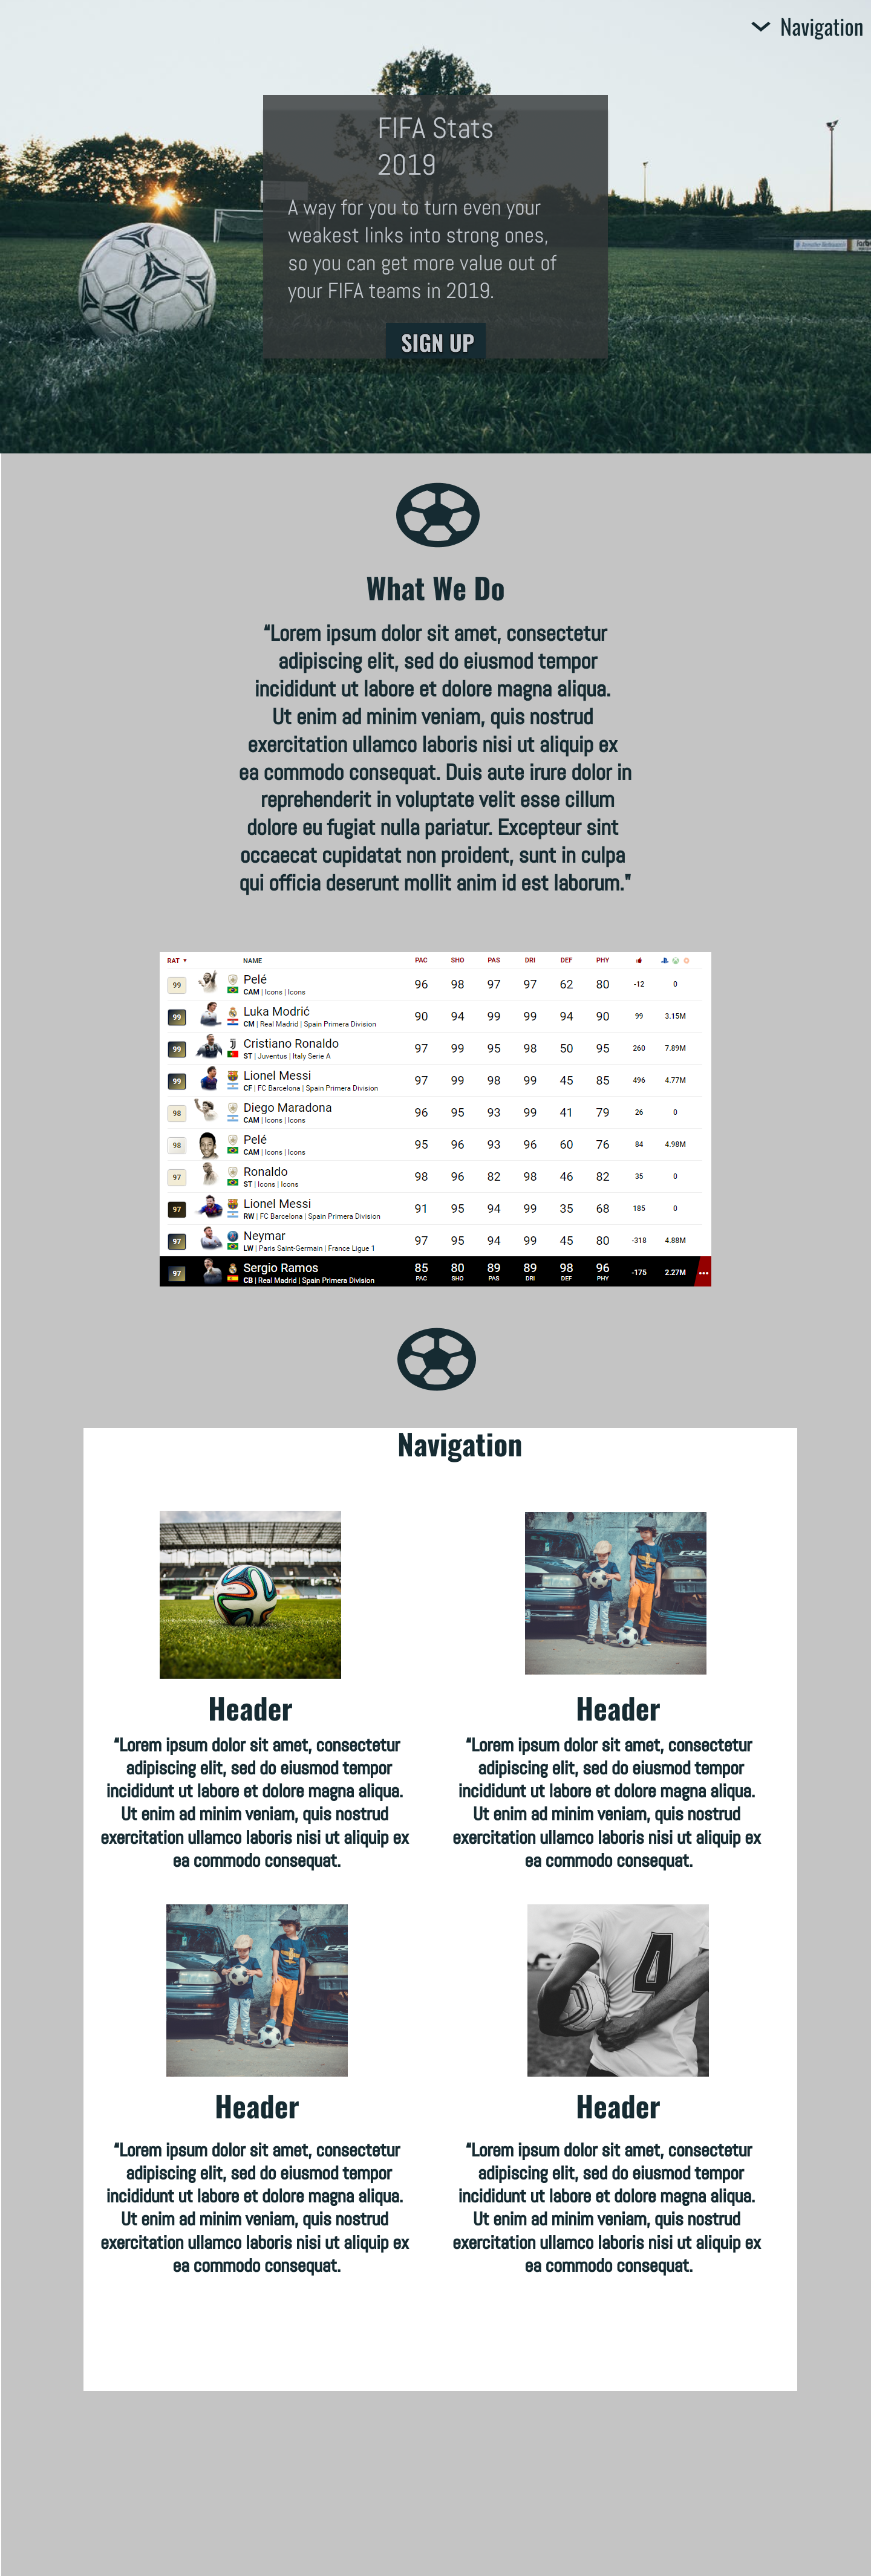 Navigation
FIFA Stats
2019
A way for you to turn even your
weakest links into strong ones,
so you can get more value out of
your FIFA teams in 2019.
SIGN UP
What We Do
“Lorem ipsum dolor sit amet, consectetur
adipiscing elit, sed do eiusmod tempor
incididunt ut labore et dolore magna aliqua.
Ut enim ad minim veniam, quis nostrud
exercitation ullamco laboris nisi ut aliquip ex
ea commodo consequat. Duis aute irure dolor in
reprehenderit in voluptate velit esse cillum
dolore eu fugiat nulla pariatur. Excepteur sint
occaecat cupidatat non proident, sunt in culpa
qui officia deserunt mollit anim id est laborum."
RAT NAME PAC SHO PAS DRI DEF PHY
99 Pelé 96 98 97 97 62 80 -12 0
CAM | Icons | Icons
99 Luka Modrić 90 94 99 99 94 90 99 3.15M
CM | Real Madrid | Spain Primera Division
99 Cristiano Ronaldo 97 99 95 98 50 95 260 7.89M
ST | Juventus | Italy Serie A
99 Lionel Messi 97 99 98 99 45 85 496 4.77M
CF | FC Barcelona | Spain Primera Division
98 Diego Maradona 96 95 93 99 41 79 26 0
CAM | Icons | Icons
98 Pelé 95 96 93 96 60 76 84 4.98M
CAM | Icons | Icons
97 Ronaldo 98 96 82 98 46 82 35 0
ST | Icons | Icons
97 Lionel Messi 91 95 94 99 35 68 185 0
RW | FC Barcelona | Spain Primera Division
97 Neymar 97 95 94 99 45 80 -318 4.88M
LW | Paris Saint-Germain | France Ligue 1
97 Sergio Ramos 85 80 89 89 98 96 -175 2.27M
CB | Real Madrid | Spain Primera Division PAC SHO PAS DRI DEF PHY
Navigation
Header
“Lorem ipsum dolor sit amet, consectetur
adipiscing elit, sed do eiusmod tempor
incididunt ut labore et dolore magna aliqua.
Ut enim ad minim veniam, quis nostrud
exercitation ullamco laboris nisi ut aliquip ex
ea commodo consequat.
Header
“Lorem ipsum dolor sit amet, consectetur
adipiscing elit, sed do eiusmod tempor
incididunt ut labore et dolore magna aliqua.
Ut enim ad minim veniam, quis nostrud
exercitation ullamco laboris nisi ut aliquip ex
ea commodo consequat.
Header
“Lorem ipsum dolor sit amet, consectetur
adipiscing elit, sed do eiusmod tempor
incididunt ut labore et dolore magna aliqua.
Ut enim ad minim veniam, quis nostrud
exercitation ullamco laboris nisi ut aliquip ex
ea commodo consequat.
4
Header
“Lorem ipsum dolor sit amet, consectetur
adipiscing elit, sed do eiusmod tempor
incididunt ut labore et dolore magna aliqua.
Ut enim ad minim veniam, quis nostrud
exercitation ullamco laboris nisi ut aliquip ex
ea commodo consequat.